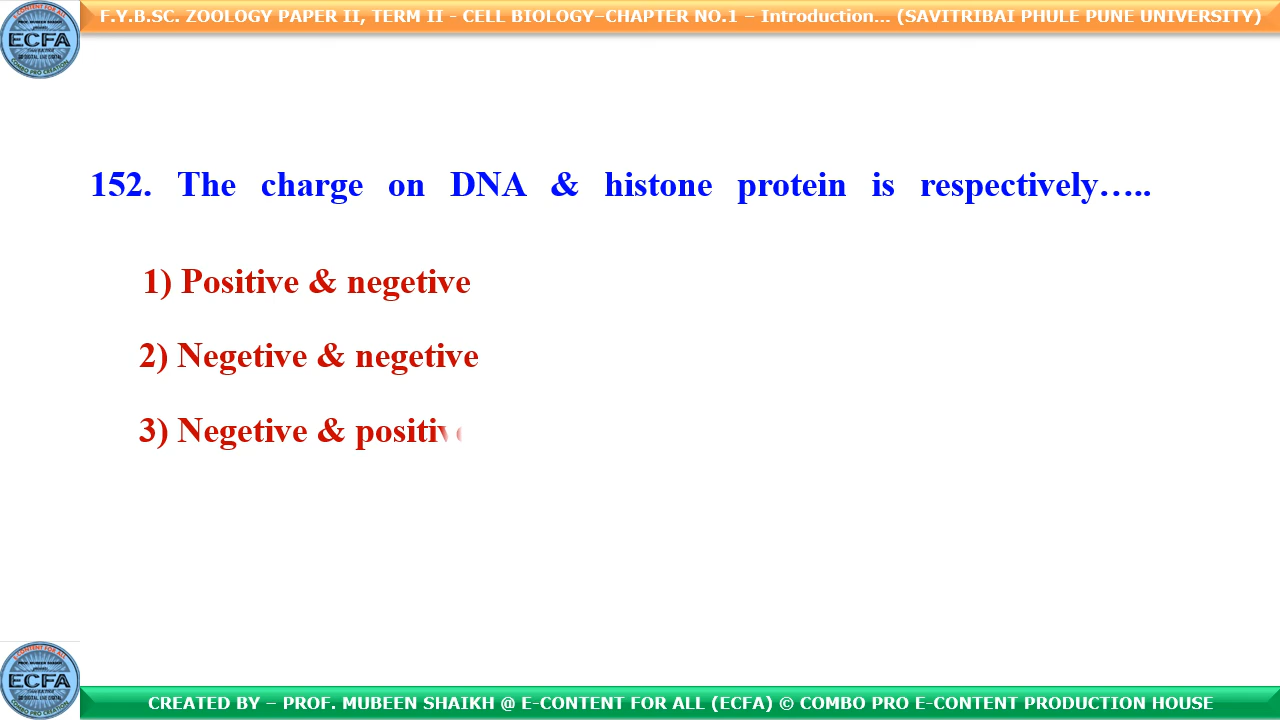 F.Y.B.SC. ZOOLOGY PAPER II, TERM II - CELL BIOLOGY–CHAPTER NO.1 – Introduction... (SAVITRIBAI PHULE PUNE UNIVERSITY)
ECFA
152. The charge on DNA & histone protein is respectively…..
1) Positive & negetive
2) Negetive & negetive
3) Negetive & positive
ECFA
CREATED BY – PROF. MUBEEN SHAIKH @ E-CONTENT FOR ALL (ECFA) © COMBO PRO E-CONTENT PRODUCTION HOUSE